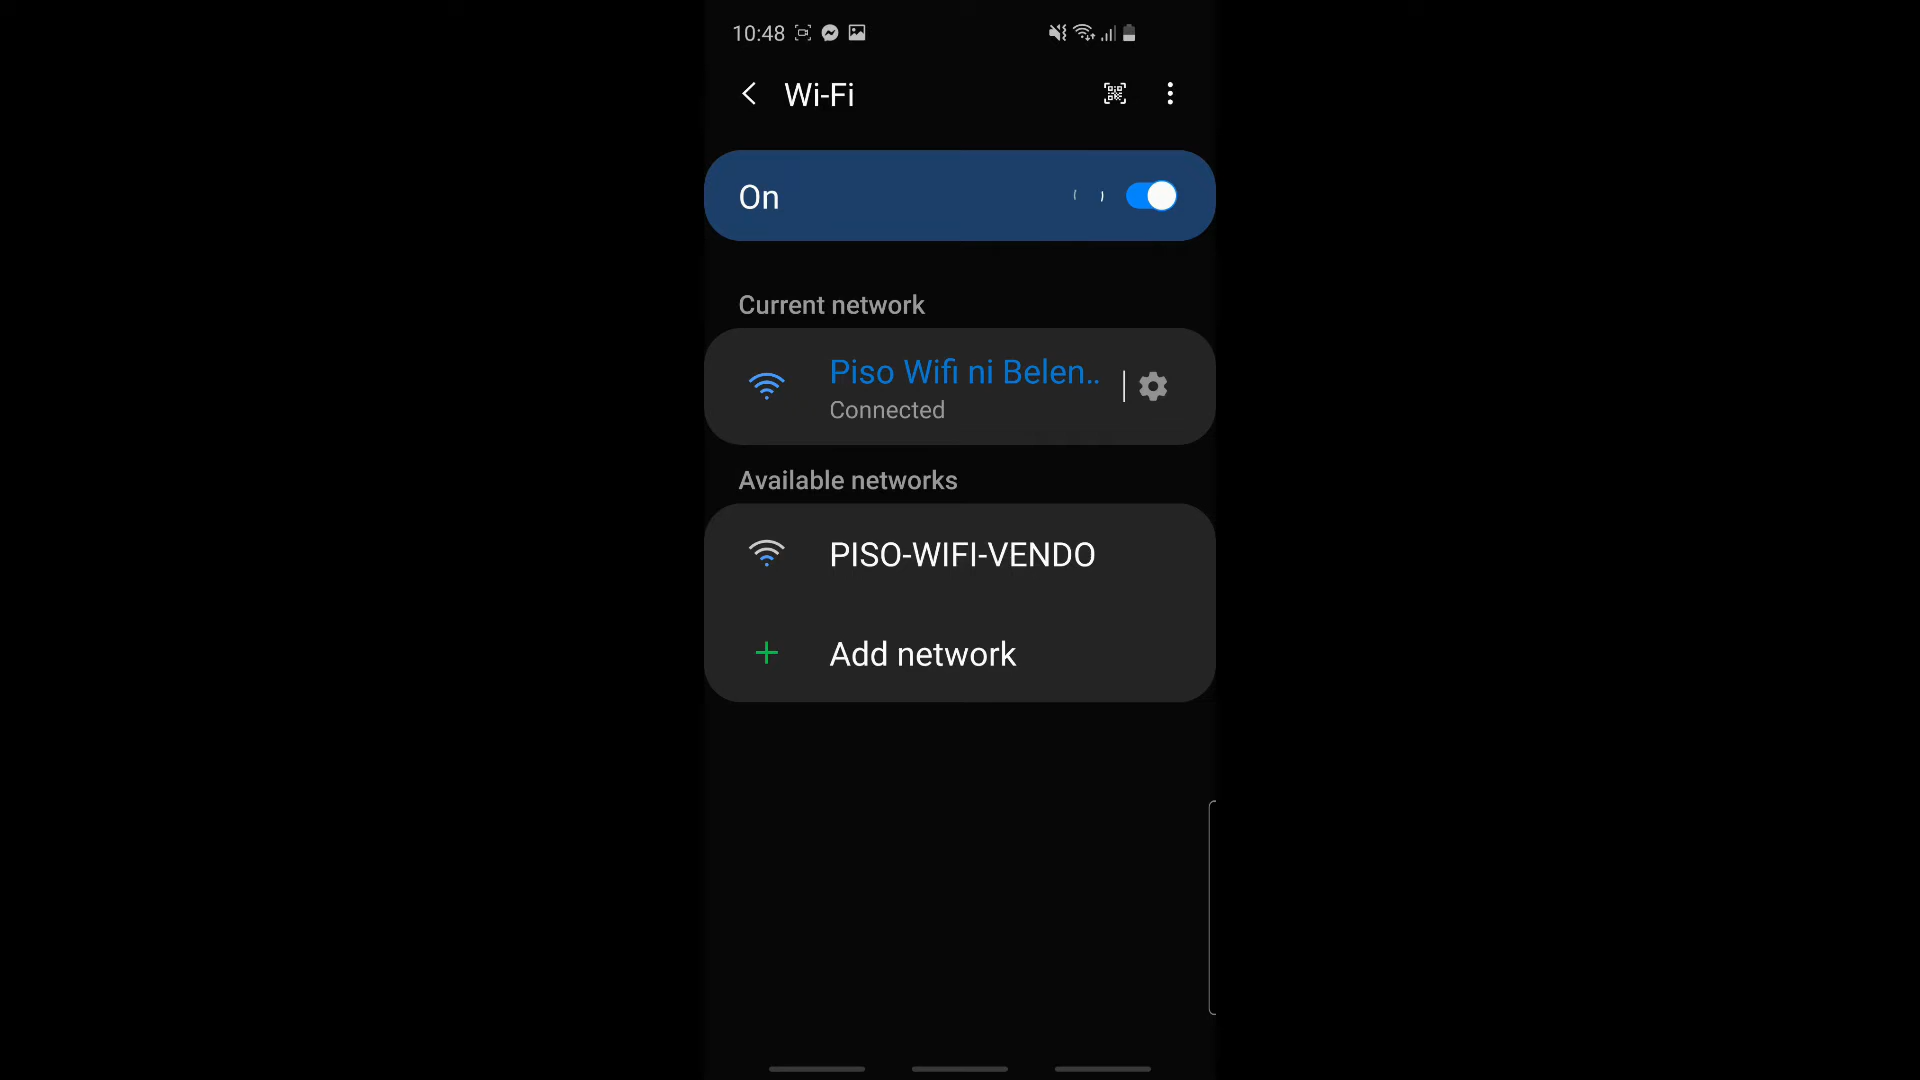 10:48
Wi-Fi
On
Current network
Piso Wifi ni Belen..
Connected
Available networks
PISO-WIFI-VENDO
Add network